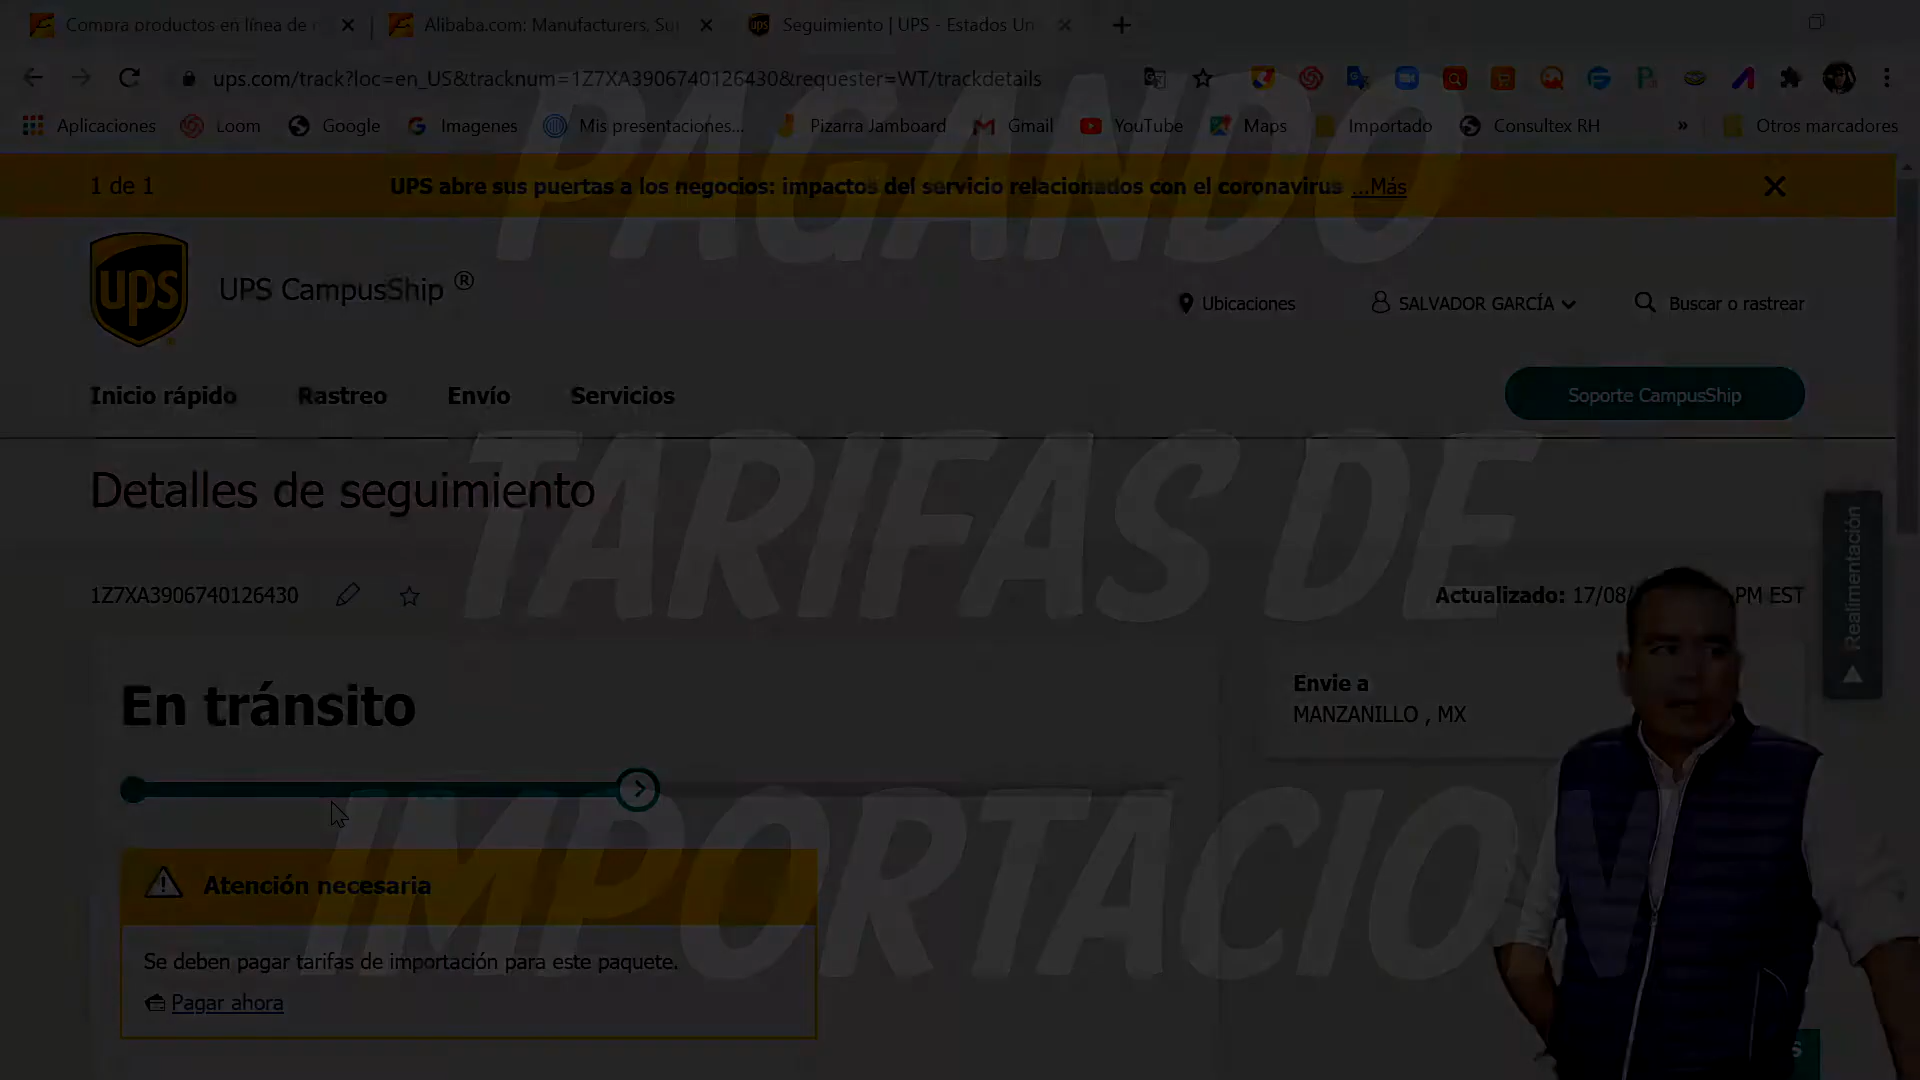 Compra productos en línea de
Alibaba.com: Manufacturers, Su
Seguimiento | UPS - Estados Un
ups.com/track?loc=en_US&tracknum=1Z7XA3906740126430&requester=WT/trackdetails
Aplicaciones
Loom
Google
Imagenes
Mis presentaciones...
Pizarra Jamboard
Gmail
YouTube
Maps
Importado
Consultex RH
»
Otros marcadores
1 de 1
UPS abre sus puertas a los negocios: impactos del servicio relacionados con el coronavirus ...Más
PAGANDO
ups
UPS CampusShip ®
Ubicaciones
SALVADOR GARCÍA
Buscar o rastrear
Inicio rápido
Rastreo
Envío
Servicios
Soporte CampusShip
Detalles de seguimiento
TARIFAS DE
1Z7XA3906740126430
Actualizado: 17/08/ PM EST
Realimentación
En tránsito
Envie a
MANZANILLO , MX
IMPORTACION
Atención necesaria
Se deben pagar tarifas de importación para este paquete.
Pagar ahora